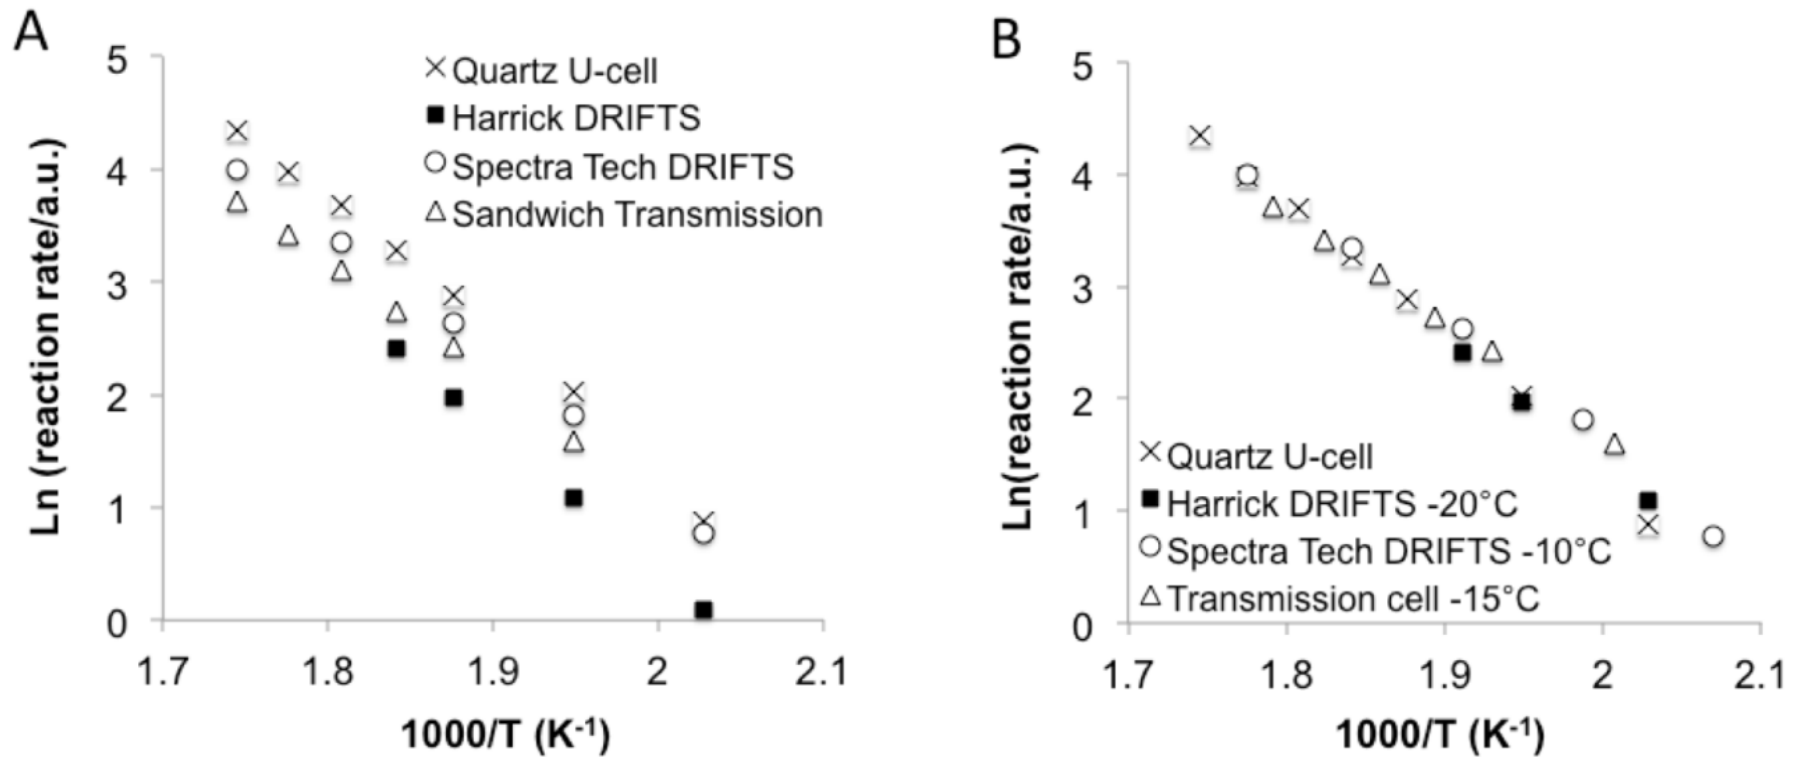 A
Ln (reaction rate/a.u.)
5
4
3
2
1
0
× Quartz U-cell
■ Harrick DRIFTS
○ Spectra Tech DRIFTS
△ Sandwich Transmission
1.7 1.8 1.9 2 2.1
1000/T (K⁻¹)
B
Ln(reaction rate/a.u.)
5
4
3
2
1
0
× Quartz U-cell
■ Harrick DRIFTS -20°C
○ Spectra Tech DRIFTS -10°C
△ Transmission cell -15°C
1.7 1.8 1.9 2 2.1
1000/T (K⁻¹)